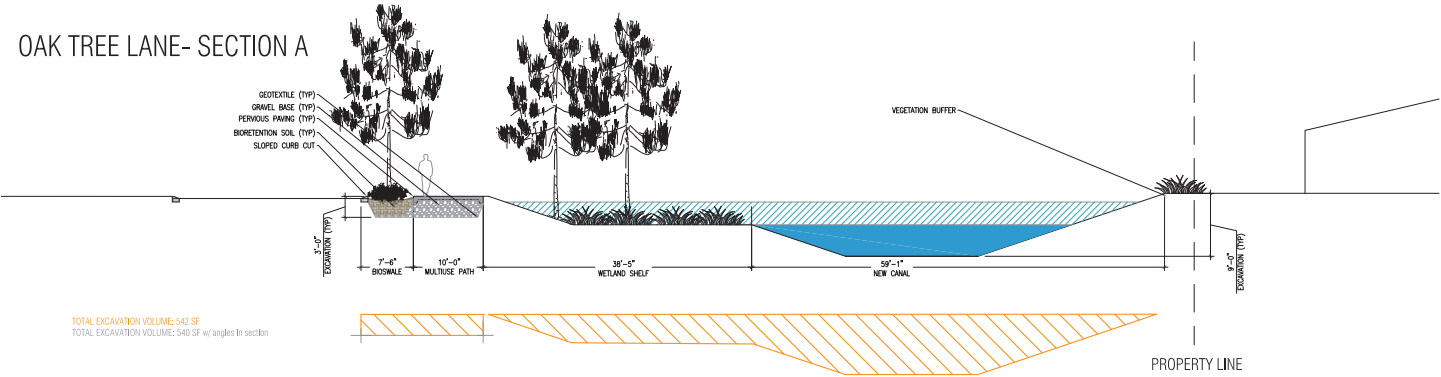 OAK TREE LANE- SECTION A
GEOTEXTILE (TYP)
GRAVEL BASE (TYP)
PERVIOUS PAVING (TYP)
BIORETENTION SOIL (TYP)
SLOPED CURB CUT
VEGETATION BUFFER
3'-0"
EXCAVATION (TYP)
7'-6"
BIOSWALE
10'-0"
MULTIUSE PATH
38'-5"
WETLAND SHELF
59'-1"
NEW CANAL
9'-0"
EXCAVATION (TYP)
TOTAL EXCAVATION VOLUME: 542 SF
TOTAL EXCAVATION VOLUME: 540 SF w/ angles in section
PROPERTY LINE